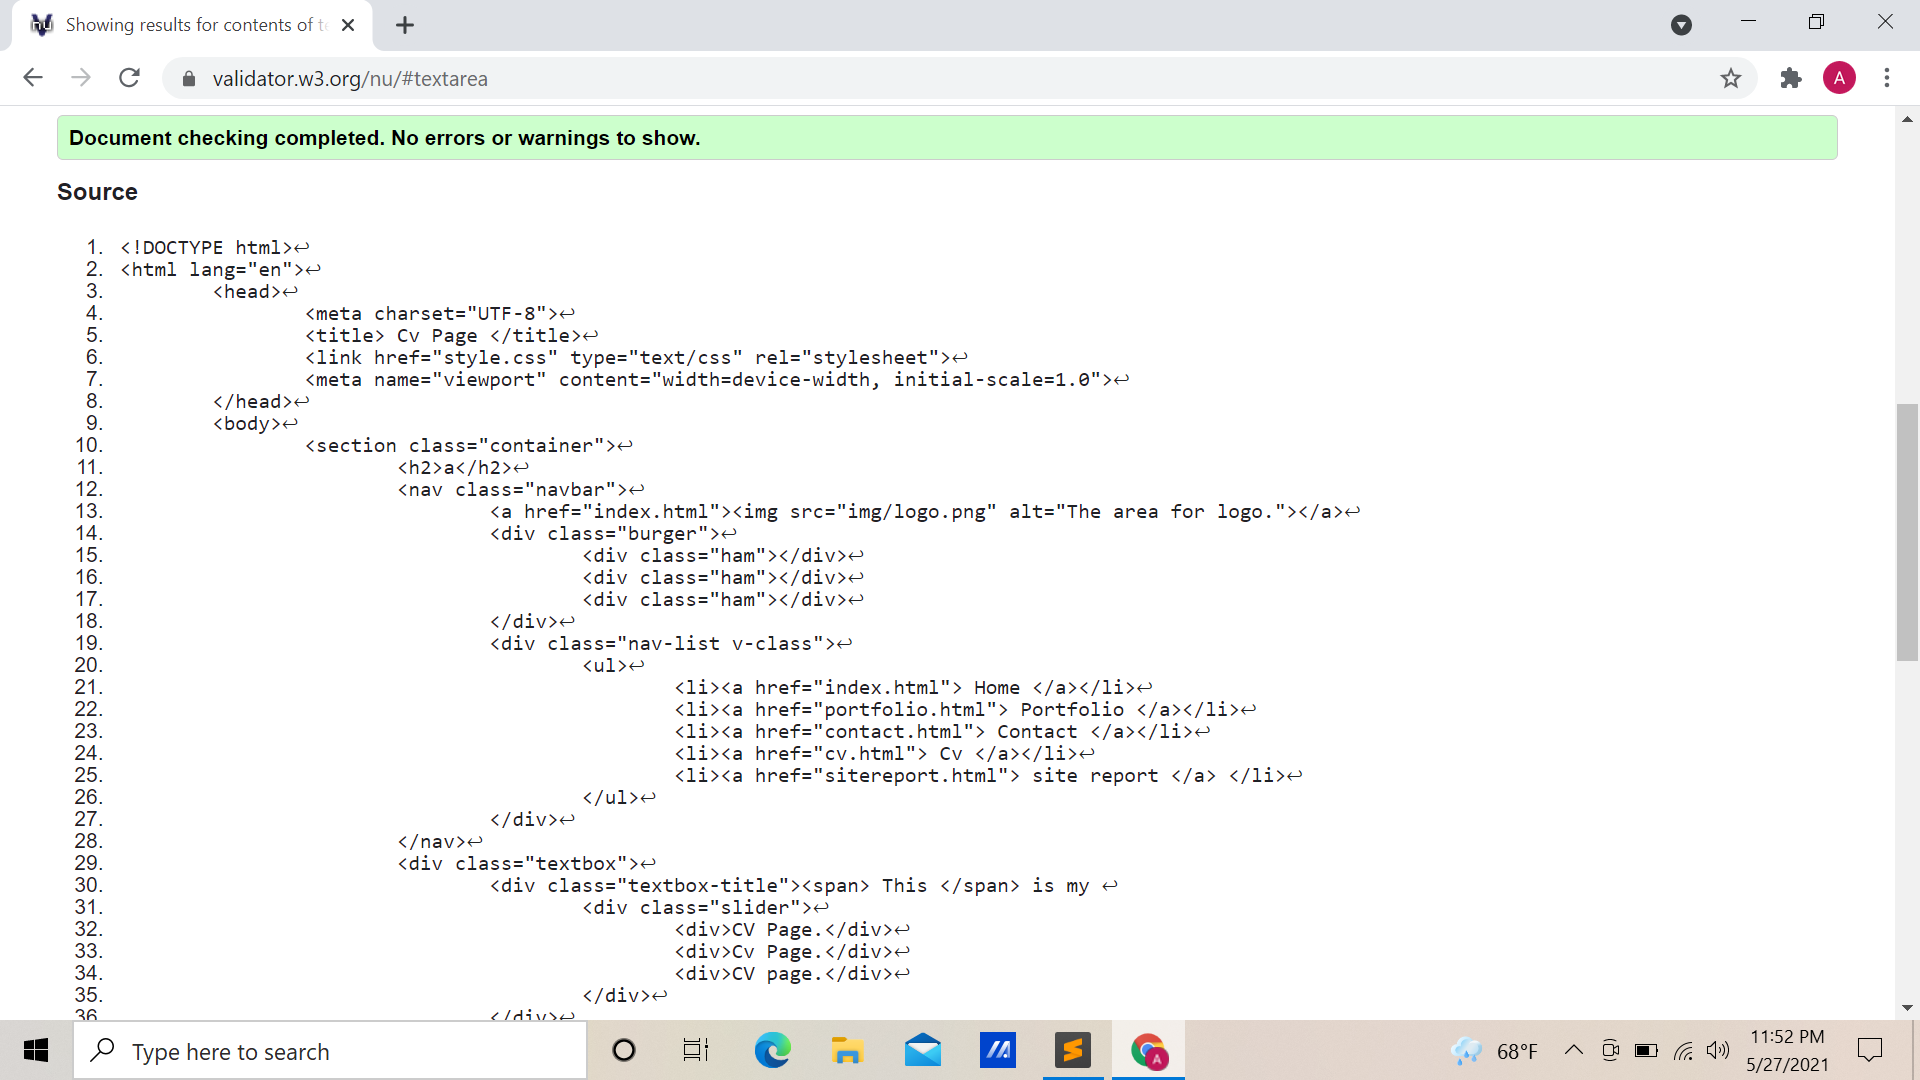 Showing results for contents of te
validator.w3.org/nu/#textarea
A
Document checking completed. No errors or warnings to show.
Source
1. <!DOCTYPE html>↩
2. <html lang="en">↩
3. <head>↩
4. <meta charset="UTF-8">↩
5. <title> Cv Page </title>↩
6. <link href="style.css" type="text/css" rel="stylesheet">↩
7. <meta name="viewport" content="width=device-width, initial-scale=1.0">↩
8. </head>↩
9. <body>↩
10. <section class="container">↩
11. <h2>a</h2>↩
12. <nav class="navbar">↩
13. <a href="index.html"><img src="img/logo.png" alt="The area for logo."></a>↩
14. <div class="burger">↩
15. <div class="ham"></div>↩
16. <div class="ham"></div>↩
17. <div class="ham"></div>↩
18. </div>↩
19. <div class="nav-list v-class">↩
20. <ul>↩
21. <li><a href="index.html"> Home </a></li>↩
22. <li><a href="portfolio.html"> Portfolio </a></li>↩
23. <li><a href="contact.html"> Contact </a></li>↩
24. <li><a href="cv.html"> Cv </a></li>↩
25. <li><a href="sitereport.html"> site report </a> </li>↩
26. </ul>↩
27. </div>↩
28. </nav>↩
29. <div class="textbox">↩
30. <div class="textbox-title"><span> This </span> is my ↩
31. <div class="slider">↩
32. <div>CV Page.</div>↩
33. <div>Cv Page.</div>↩
34. <div>CV page.</div>↩
35. </div>↩
36. </div>↩
Type here to search
A
68°F
11:52 PM
5/27/2021